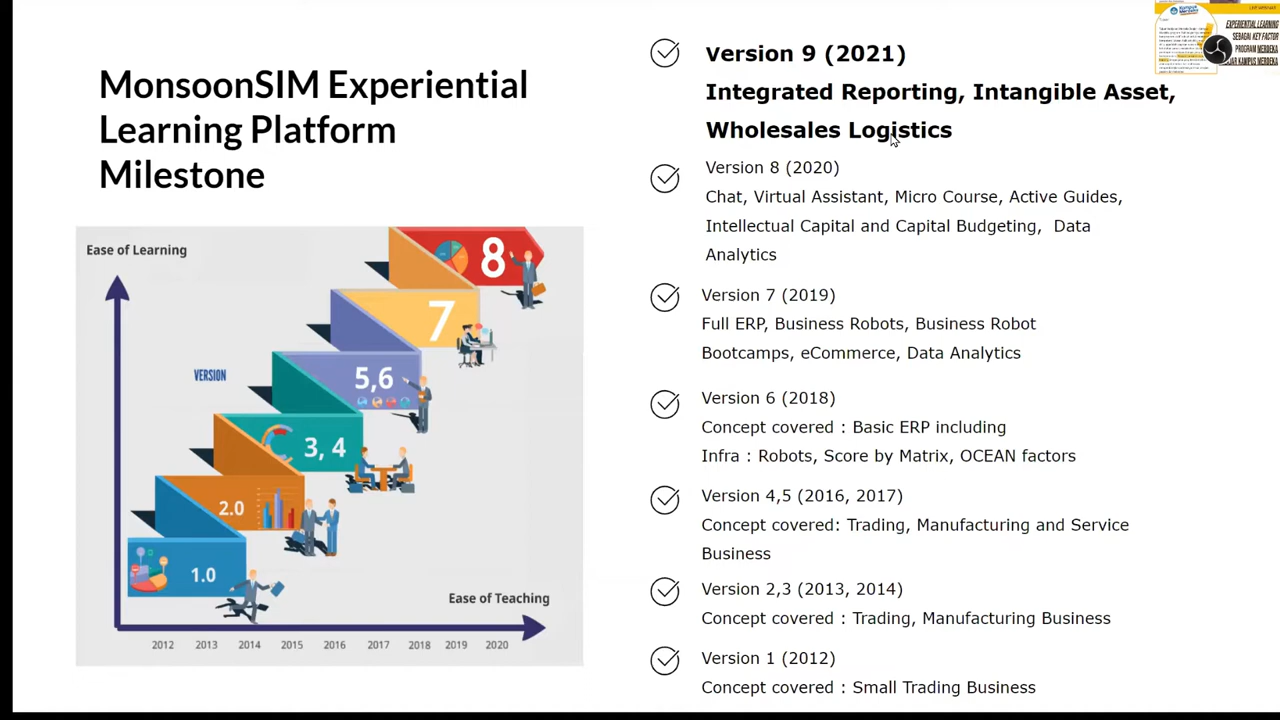 MonsoonSIM Experiential
Learning Platform
Milestone
Ease of Learning
VERSION
8
7
5,6
3, 4
2.0
1.0
Ease of Teaching
2012 2013 2014 2015 2016 2017 2018 2019 2020
Version 9 (2021)
Integrated Reporting, Intangible Asset,
Wholesales Logistics
Version 8 (2020)
Chat, Virtual Assistant, Micro Course, Active Guides,
Intellectual Capital and Capital Budgeting, Data
Analytics
Version 7 (2019)
Full ERP, Business Robots, Business Robot
Bootcamps, eCommerce, Data Analytics
Version 6 (2018)
Concept covered : Basic ERP including
Infra : Robots, Score by Matrix, OCEAN factors
Version 4,5 (2016, 2017)
Concept covered: Trading, Manufacturing and Service
Business
Version 2,3 (2013, 2014)
Concept covered : Trading, Manufacturing Business
Version 1 (2012)
Concept covered : Small Trading Business
EXPERIENTIAL LEARNING
SEBAGAI KEY FACTOR
PROGRAM MERDEKA
KAMPUS MERDEKA